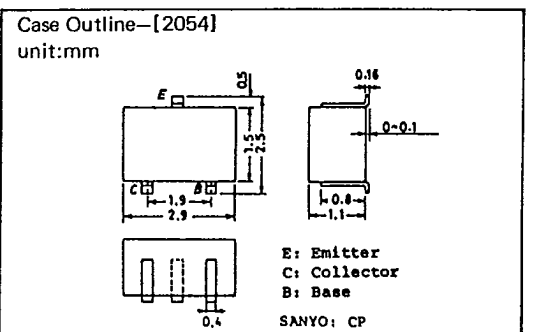 Case Outline—[2054]
unit:mm
E
0.5
1.5
2.5
C
B
1.9
2.9
0.16
0~0.1
0.8
1.1
0.4
E: Emitter
C: Collector
B: Base
SANYO: CP